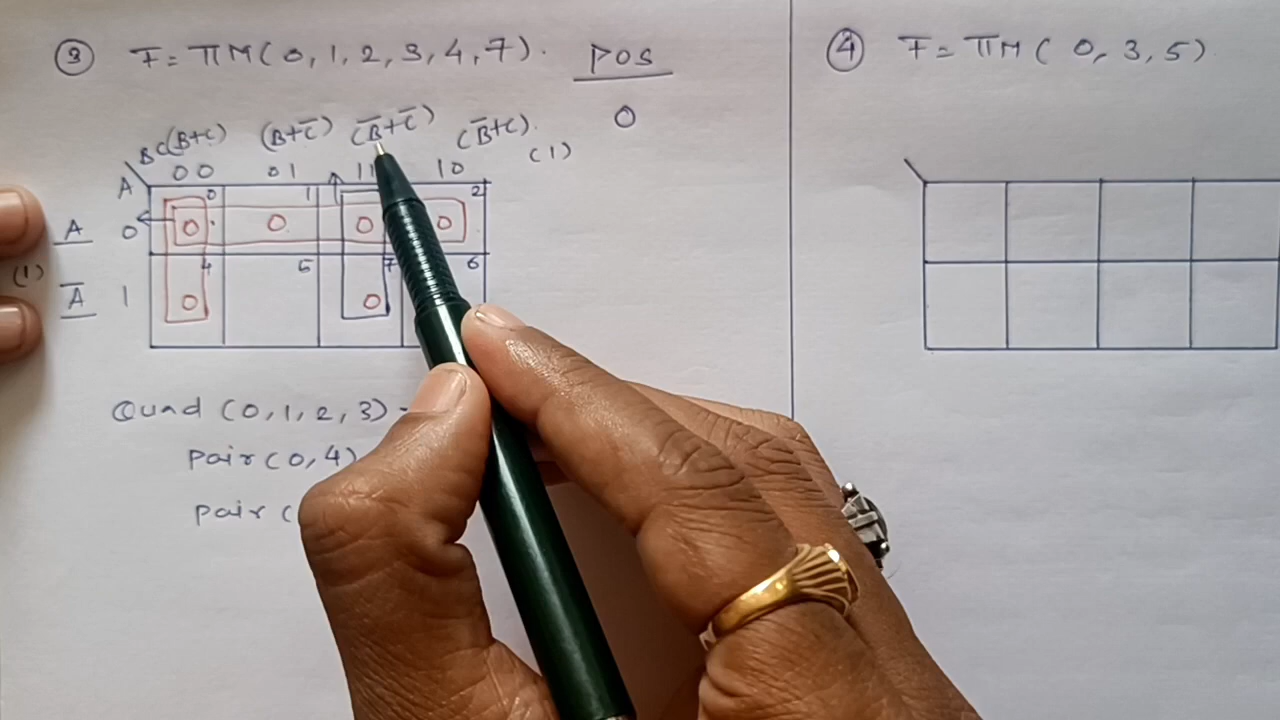 ③ F = ΠM(0,1,2,3,4,7). POS
0
BC (B+C) (B+C̅) (B̅+C̅) (B̅+C).
00 01 11 10 (1)
A 0 1 2
A 0 0 0 0 0
4 5 7 6
(1)
A̅ 1 0 0
Quad (0,1,2,3) -
Pair (0,4)
Pair (
④ F = ΠM( 0, 3, 5).